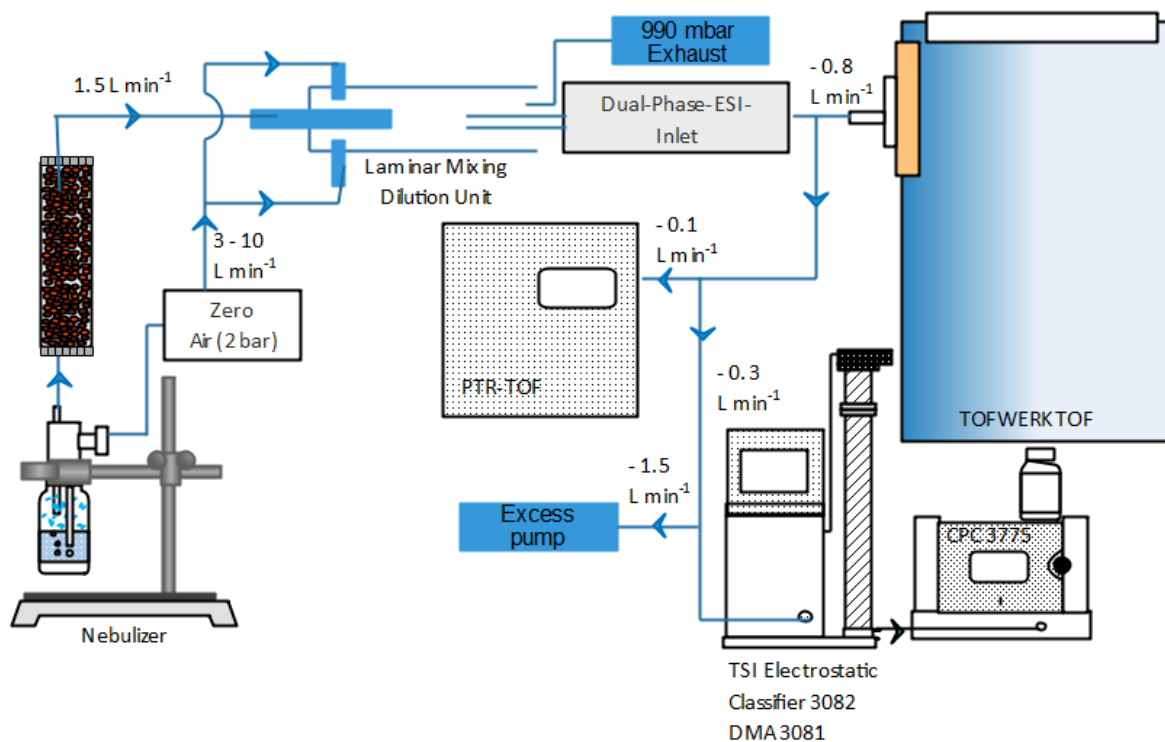 990 mbar
Exhaust
1.5 L min⁻¹
- 0.8
L min⁻¹
Dual-Phase-ESI-
Inlet
Laminar Mixing
Dilution Unit
3 - 10
L min⁻¹
- 0.1
L min⁻¹
Zero
Air (2 bar)
PTR-TOF
- 0.3
L min⁻¹
TOFWERK TOF
- 1.5
L min⁻¹
Excess
pump
CPC 3775
Nebulizer
TSI Electrostatic
Classifier 3082
DMA 3081